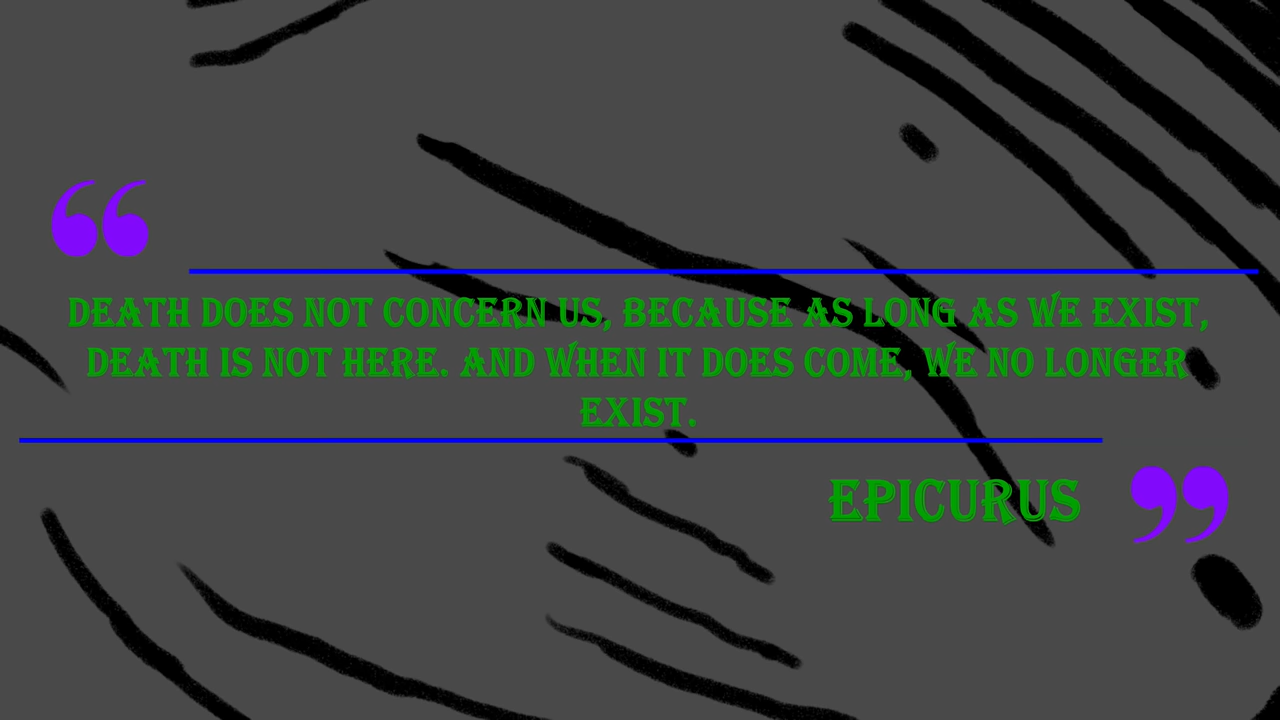 “
DEATH DOES NOT CONCERN US, BECAUSE AS LONG AS WE EXIST,
DEATH IS NOT HERE. AND WHEN IT DOES COME, WE NO LONGER
EXIST.
EPICURUS ”